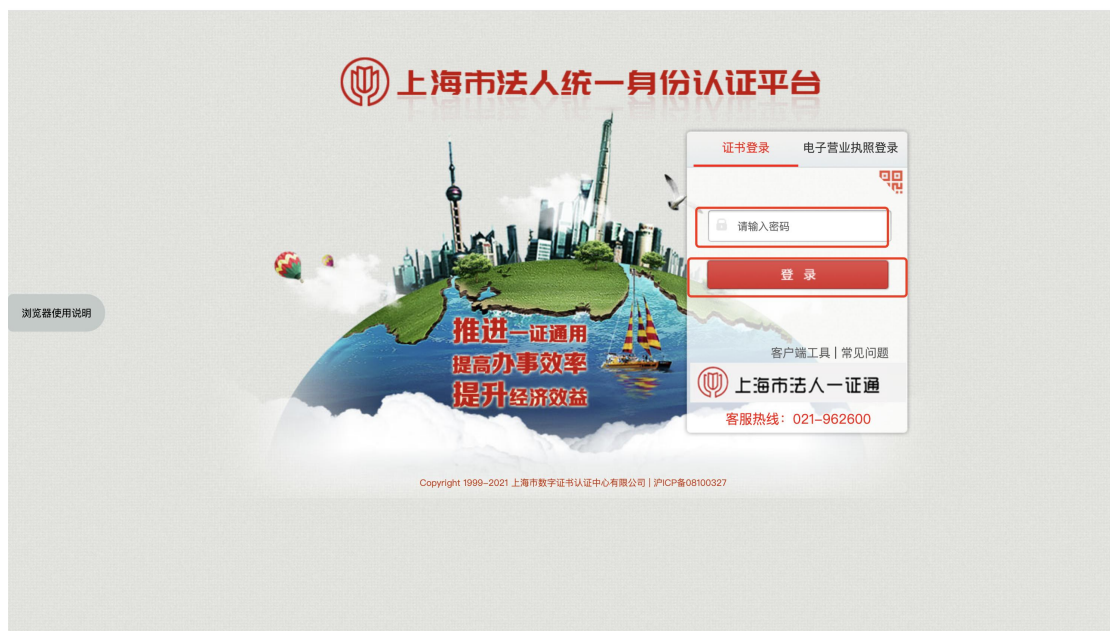 上海市法人统一身份认证平台
证书登录
电子营业执照登录
请输入密码
登 录
浏览器使用说明
推进一证通用
提高办事效率
提升经济效益
客户端工具 | 常见问题
上海市法人一证通
客服热线：021-962600
Copyright 1999-2021 上海市数字证书认证中心有限公司 | 沪ICP备08100327